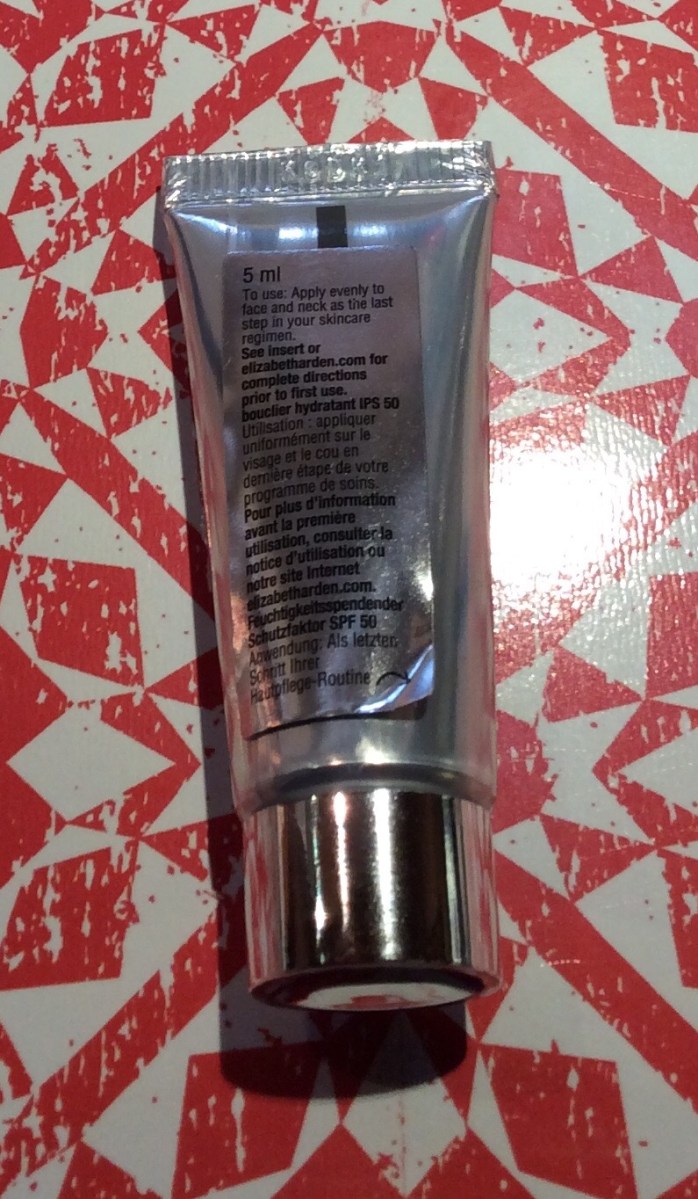 5 ml
To use: Apply evenly to
face and neck as the last
step in your skincare
regimen.
See insert or
elizabetharden.com for
complete directions
prior to first use.
bouclier hydratant IPS 50
Utilisation : appliquer
uniformément sur le
visage et le cou en
dernière étape de votre
programme de soins.
Pour plus d'information
avant la première
utilisation, consulter la
notice d'utilisation ou
notre site Internet
elizabetharden.com.
Feuchtigkeitsspendender
Schutzfaktor SPF 50
Anwendung: Als letzter
Schritt Ihrer
Hautpflege-Routine